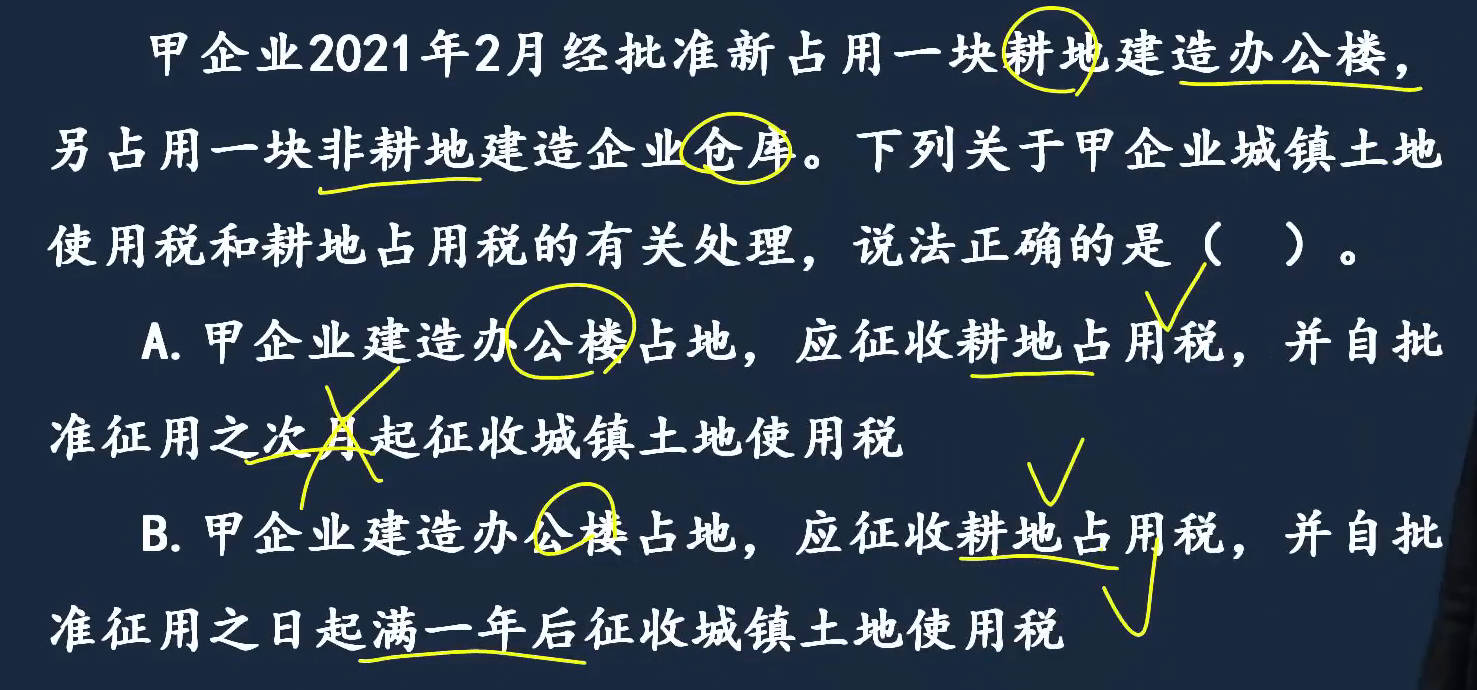 甲企业2021年2月经批准新占用一块耕地建造办公楼，
另占用一块非耕地建造企业仓库。下列关于甲企业城镇土地
使用税和耕地占用税的有关处理，说法正确的是（　）。
A.甲企业建造办公楼占地，应征收耕地占用税，并自批
准征用之次月起征收城镇土地使用税
B.甲企业建造办公楼占地，应征收耕地占用税，并自批
准征用之日起满一年后征收城镇土地使用税